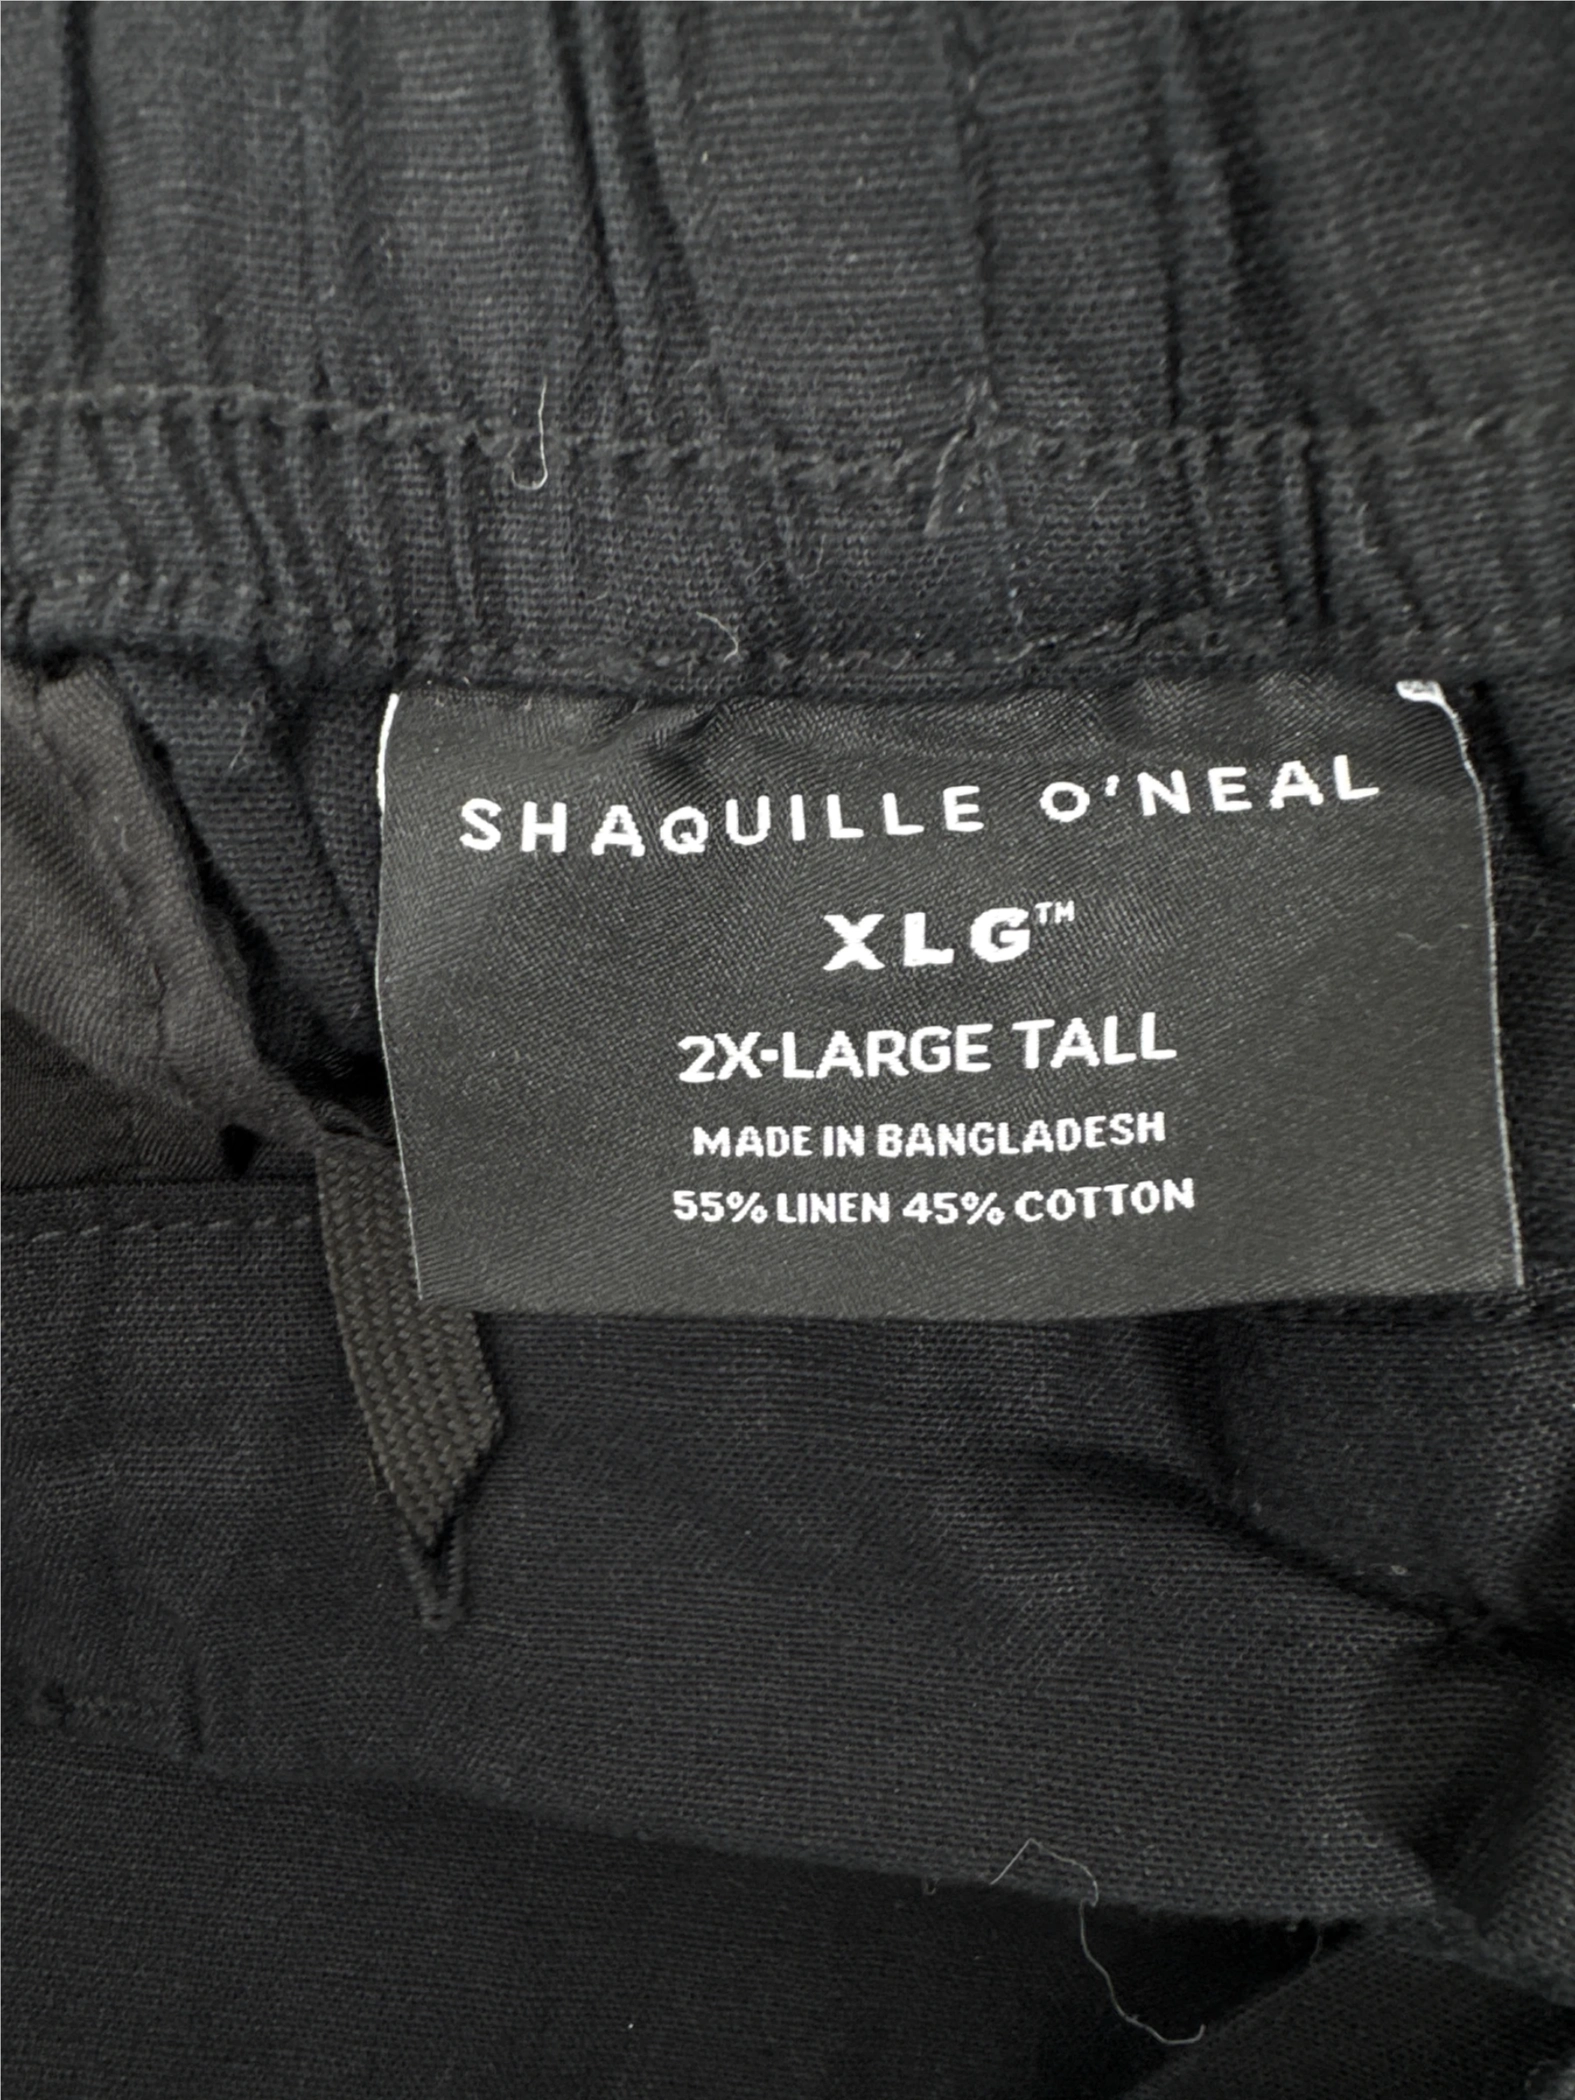 SHAQUILLE O'NEAL
XLG™
2X-LARGE TALL
MADE IN BANGLADESH
55% LINEN 45% COTTON